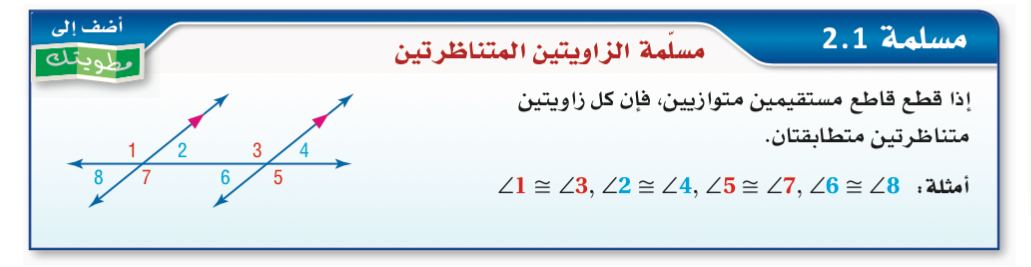 مسلمة 2.1
مسلّمة الزاويتين المتناظرتين
أضف إلى
مطويتك
إذا قطع قاطع مستقيمين متوازيين، فإن كل زاويتين
متناظرتين متطابقتان.
أمثلة: ∠1 ≅ ∠3, ∠2 ≅ ∠4, ∠5 ≅ ∠7, ∠6 ≅ ∠8
1 2 3 4
8 7 6 5